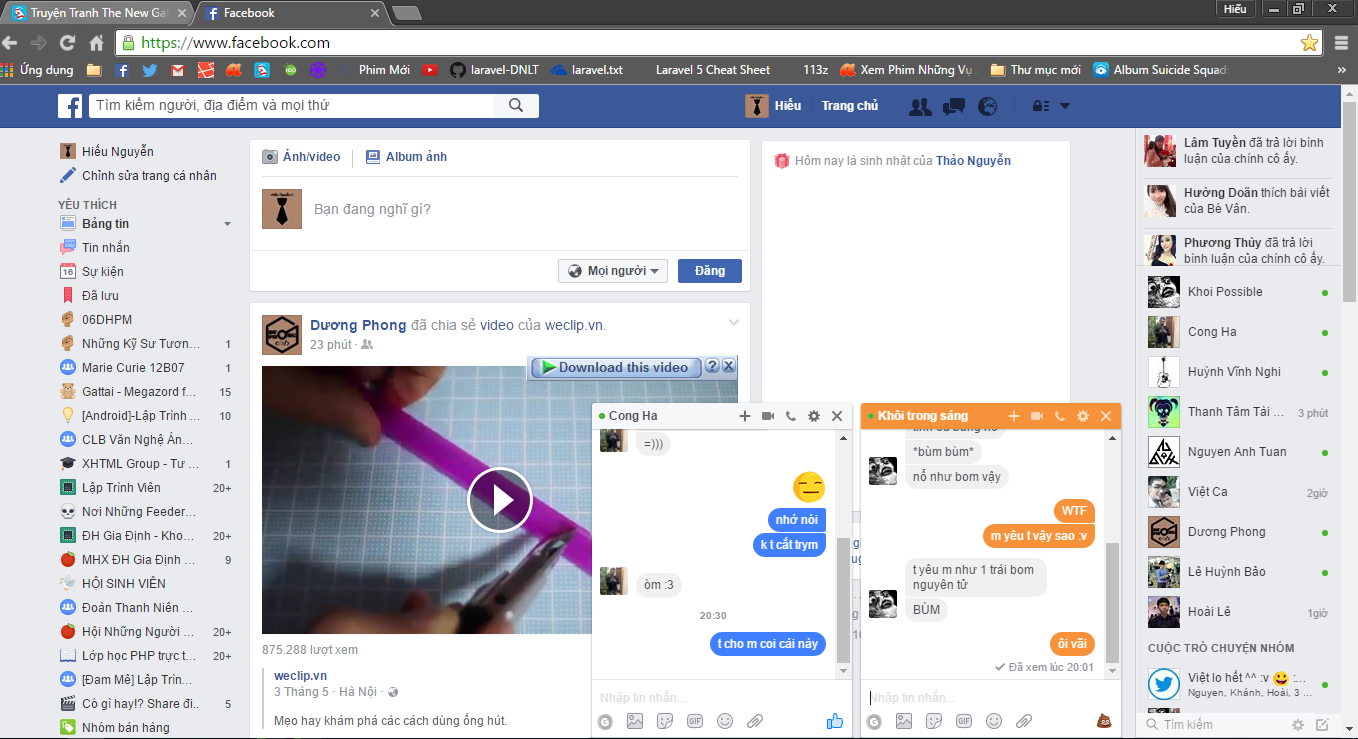 Truyện Tranh The New Ga
Facebook
Hiếu
https://www.facebook.com
Ứng dụng
Phim Mới
laravel-DNLT
laravel.txt
Laravel 5 Cheat Sheet
113z
Xem Phim Những Vụ
Thư mục mới
Album Suicide Squad
»
Tìm kiếm người, địa điểm và mọi thứ
Hiếu
Trang chủ
Hiếu Nguyễn
Chỉnh sửa trang cá nhân
YÊU THÍCH
Bảng tin
Tin nhắn
16 Sự kiện
Đã lưu
06DHPM
Những Kỹ Sư Tươn... 1
Marie Curie 12B07 1
Gattai - Megazord f... 15
[Android]-Lập Trình ... 10
CLB Văn Nghệ Ấn...
XHTML Group - Tư ... 1
Lập Trình Viên 20+
Nơi Những Feeder...
ĐH Gia Định - Kho... 20+
MHX ĐH Gia Định ... 9
HỘI SINH VIÊN
Đoàn Thanh Niên ...
Hội Những Người ... 20+
Lớp học PHP trực t... 20+
[Đam Mê] Lập Trìn...
Có gì hay!? Share đi.. 5
Nhóm bán hàng
Ảnh/video
Album ảnh
Bạn đang nghĩ gì?
Mọi người
Đăng
Dương Phong đã chia sẻ video của weclip.vn.
23 phút ·
Download this video ? X
875.288 lượt xem
weclip.vn
3 Tháng 5 · Hà Nội ·
Mẹo hay khám phá các cách dùng ống hút.
Hôm nay là sinh nhật của Thảo Nguyễn
Cong Ha
=)))
nhớ nói
k t cắt trym
òm :3
20:30
t cho m coi cái này
Nhập tin nhắn...
GIF
Khôi trong sáng
*bùm bùm*
nổ như bom vậy
WTF
m yêu t vậy sao :v
t yêu m như 1 trái bom
nguyên tử
BÙM
ôi vãi
Đã xem lúc 20:01
Nhập tin nhắn...
GIF
Lâm Tuyền đã trả lời bình
luận của chính cô ấy.
Hường Doãn thích bài viết
của Bé Vân.
Phương Thủy đã trả lời
bình luận của chính cô ấy.
Khoi Possible
Cong Ha
Huỳnh Vĩnh Nghi
Thanh Tâm Tài ... 3 phút
Nguyen Anh Tuan
Việt Ca 2giờ
Dương Phong
Lê Huỳnh Bảo
Hoài Lê 1giờ
CUỘC TRÒ CHUYỆN NHÓM
Việt lo hết ^^ :v :...
Nguyen, Khánh, Hoài, 3 ...
Tìm kiếm